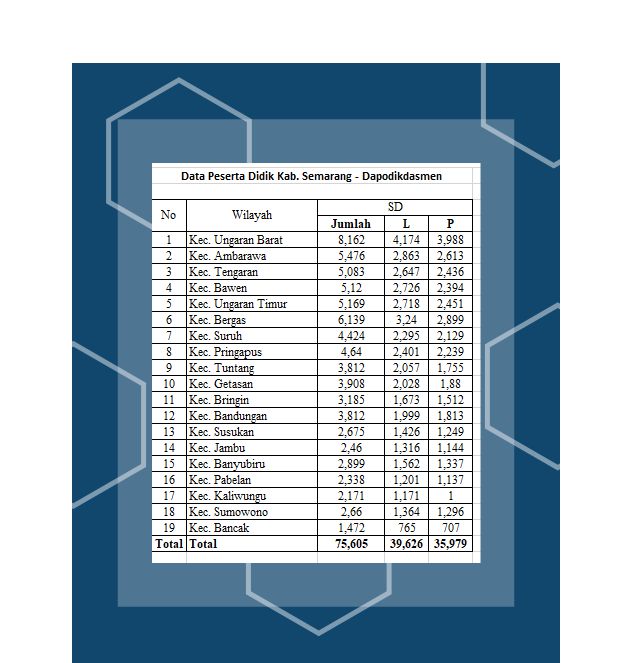 Data Peserta Didik Kab. Semarang - Dapodikdasmen
No Wilayah SD
Jumlah L P
1 Kec. Ungaran Barat 8,162 4,174 3,988
2 Kec. Ambarawa 5,476 2,863 2,613
3 Kec. Tengaran 5,083 2,647 2,436
4 Kec. Bawen 5,12 2,726 2,394
5 Kec. Ungaran Timur 5,169 2,718 2,451
6 Kec. Bergas 6,139 3,24 2,899
7 Kec. Suruh 4,424 2,295 2,129
8 Kec. Pringapus 4,64 2,401 2,239
9 Kec. Tuntang 3,812 2,057 1,755
10 Kec. Getasan 3,908 2,028 1,88
11 Kec. Bringin 3,185 1,673 1,512
12 Kec. Bandungan 3,812 1,999 1,813
13 Kec. Susukan 2,675 1,426 1,249
14 Kec. Jambu 2,46 1,316 1,144
15 Kec. Banyubiru 2,899 1,562 1,337
16 Kec. Pabelan 2,338 1,201 1,137
17 Kec. Kaliwungu 2,171 1,171 1
18 Kec. Sumowono 2,66 1,364 1,296
19 Kec. Bancak 1,472 765 707
Total Total 75,605 39,626 35,979